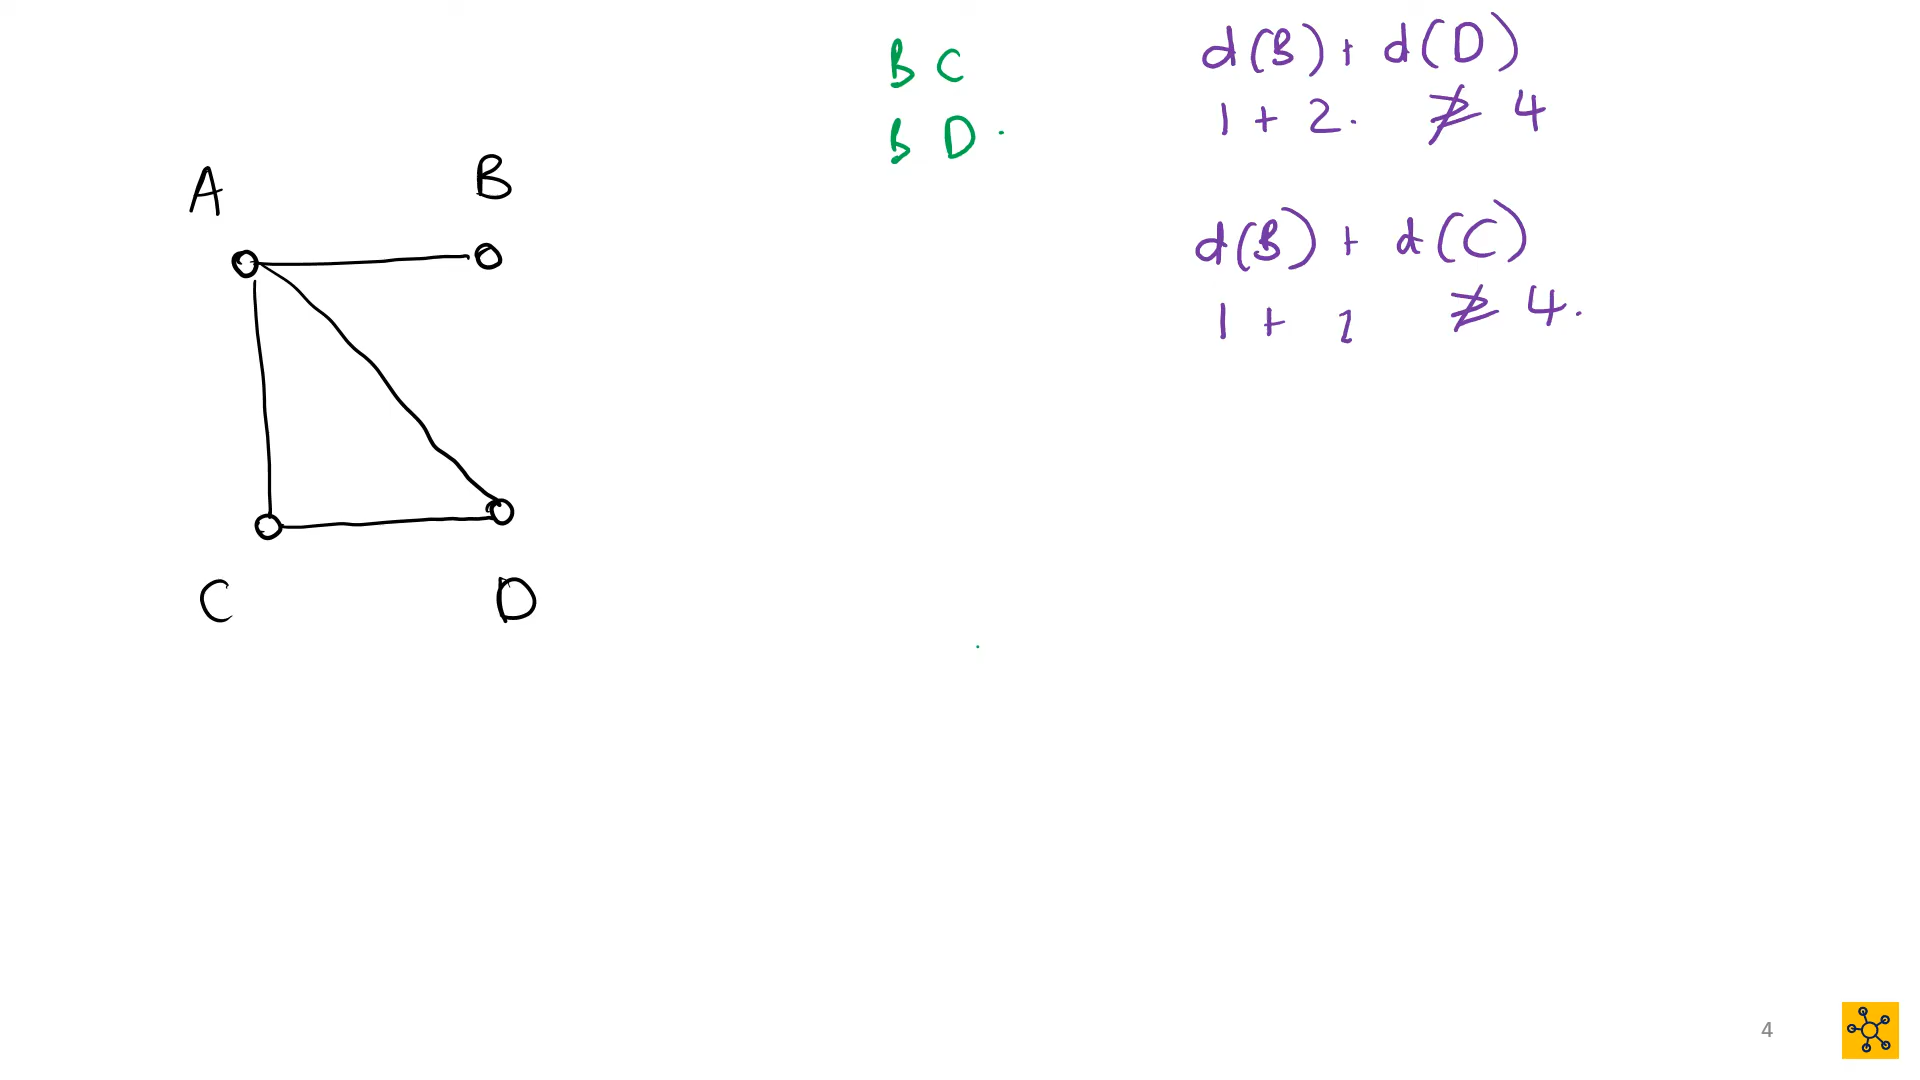 B C
B D .
d(B) + d(D)
1 + 2. ≱ 4
d(B) + d(C)
1 + 2 ≱ 4.
A B
C D
4